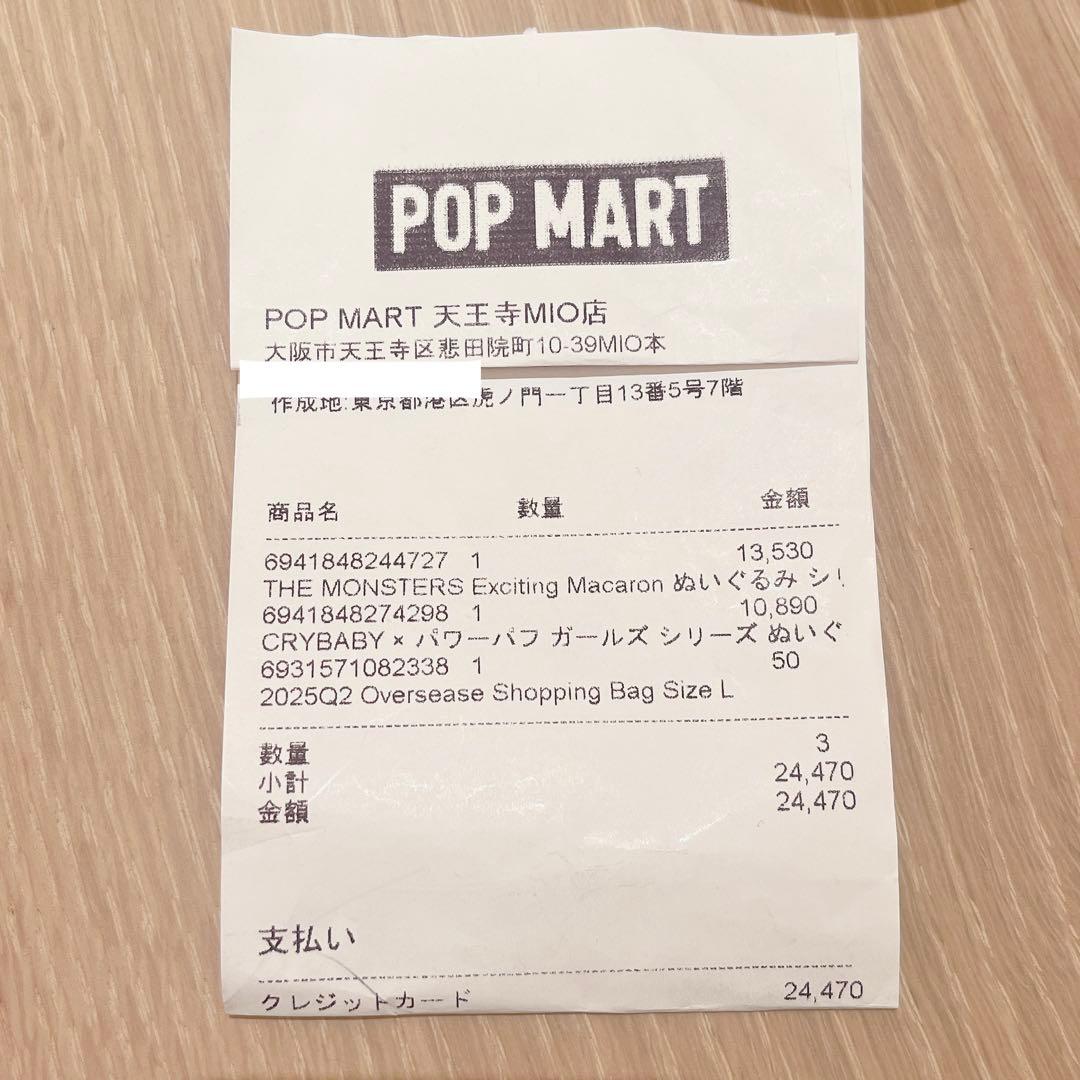 POP MART
POP MART 天王寺MIO店
大阪市天王寺区悲田院町10-39MIO本
作成地:東京都港区虎ノ門一丁目13番5号7階
商品名 数量 金額
6941848244727 1 13,530
THE MONSTERS Exciting Macaron ぬいぐるみ シリ
6941848274298 1 10,890
CRYBABY × パワーパフ ガールズ シリーズ ぬいぐ
6931571082338 1 50
2025Q2 Oversease Shopping Bag Size L
数量 3
小計 24,470
金額 24,470
支払い
クレジットカード 24,470